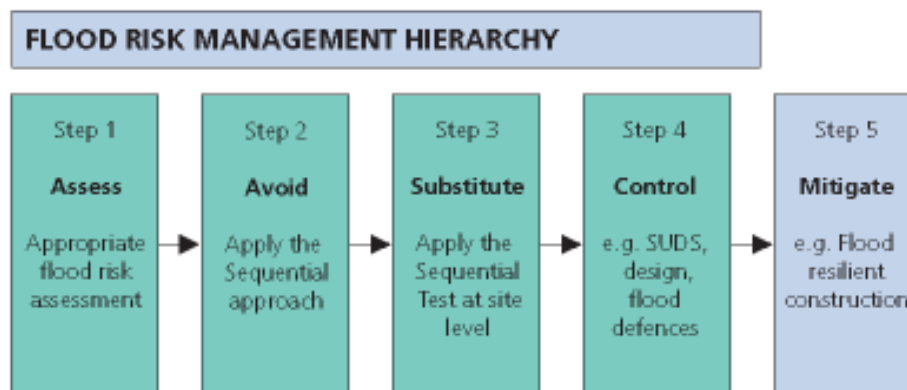 FLOOD RISK MANAGEMENT HIERARCHY
Step 1
Assess
Appropriate
flood risk
assessment
Step 2
Avoid
Apply the
Sequential
approach
Step 3
Substitute
Apply the
Sequential
Test at site
level
Step 4
Control
e.g. SUDS,
design,
flood
defences
Step 5
Mitigate
e.g. Flood
resilient
construction